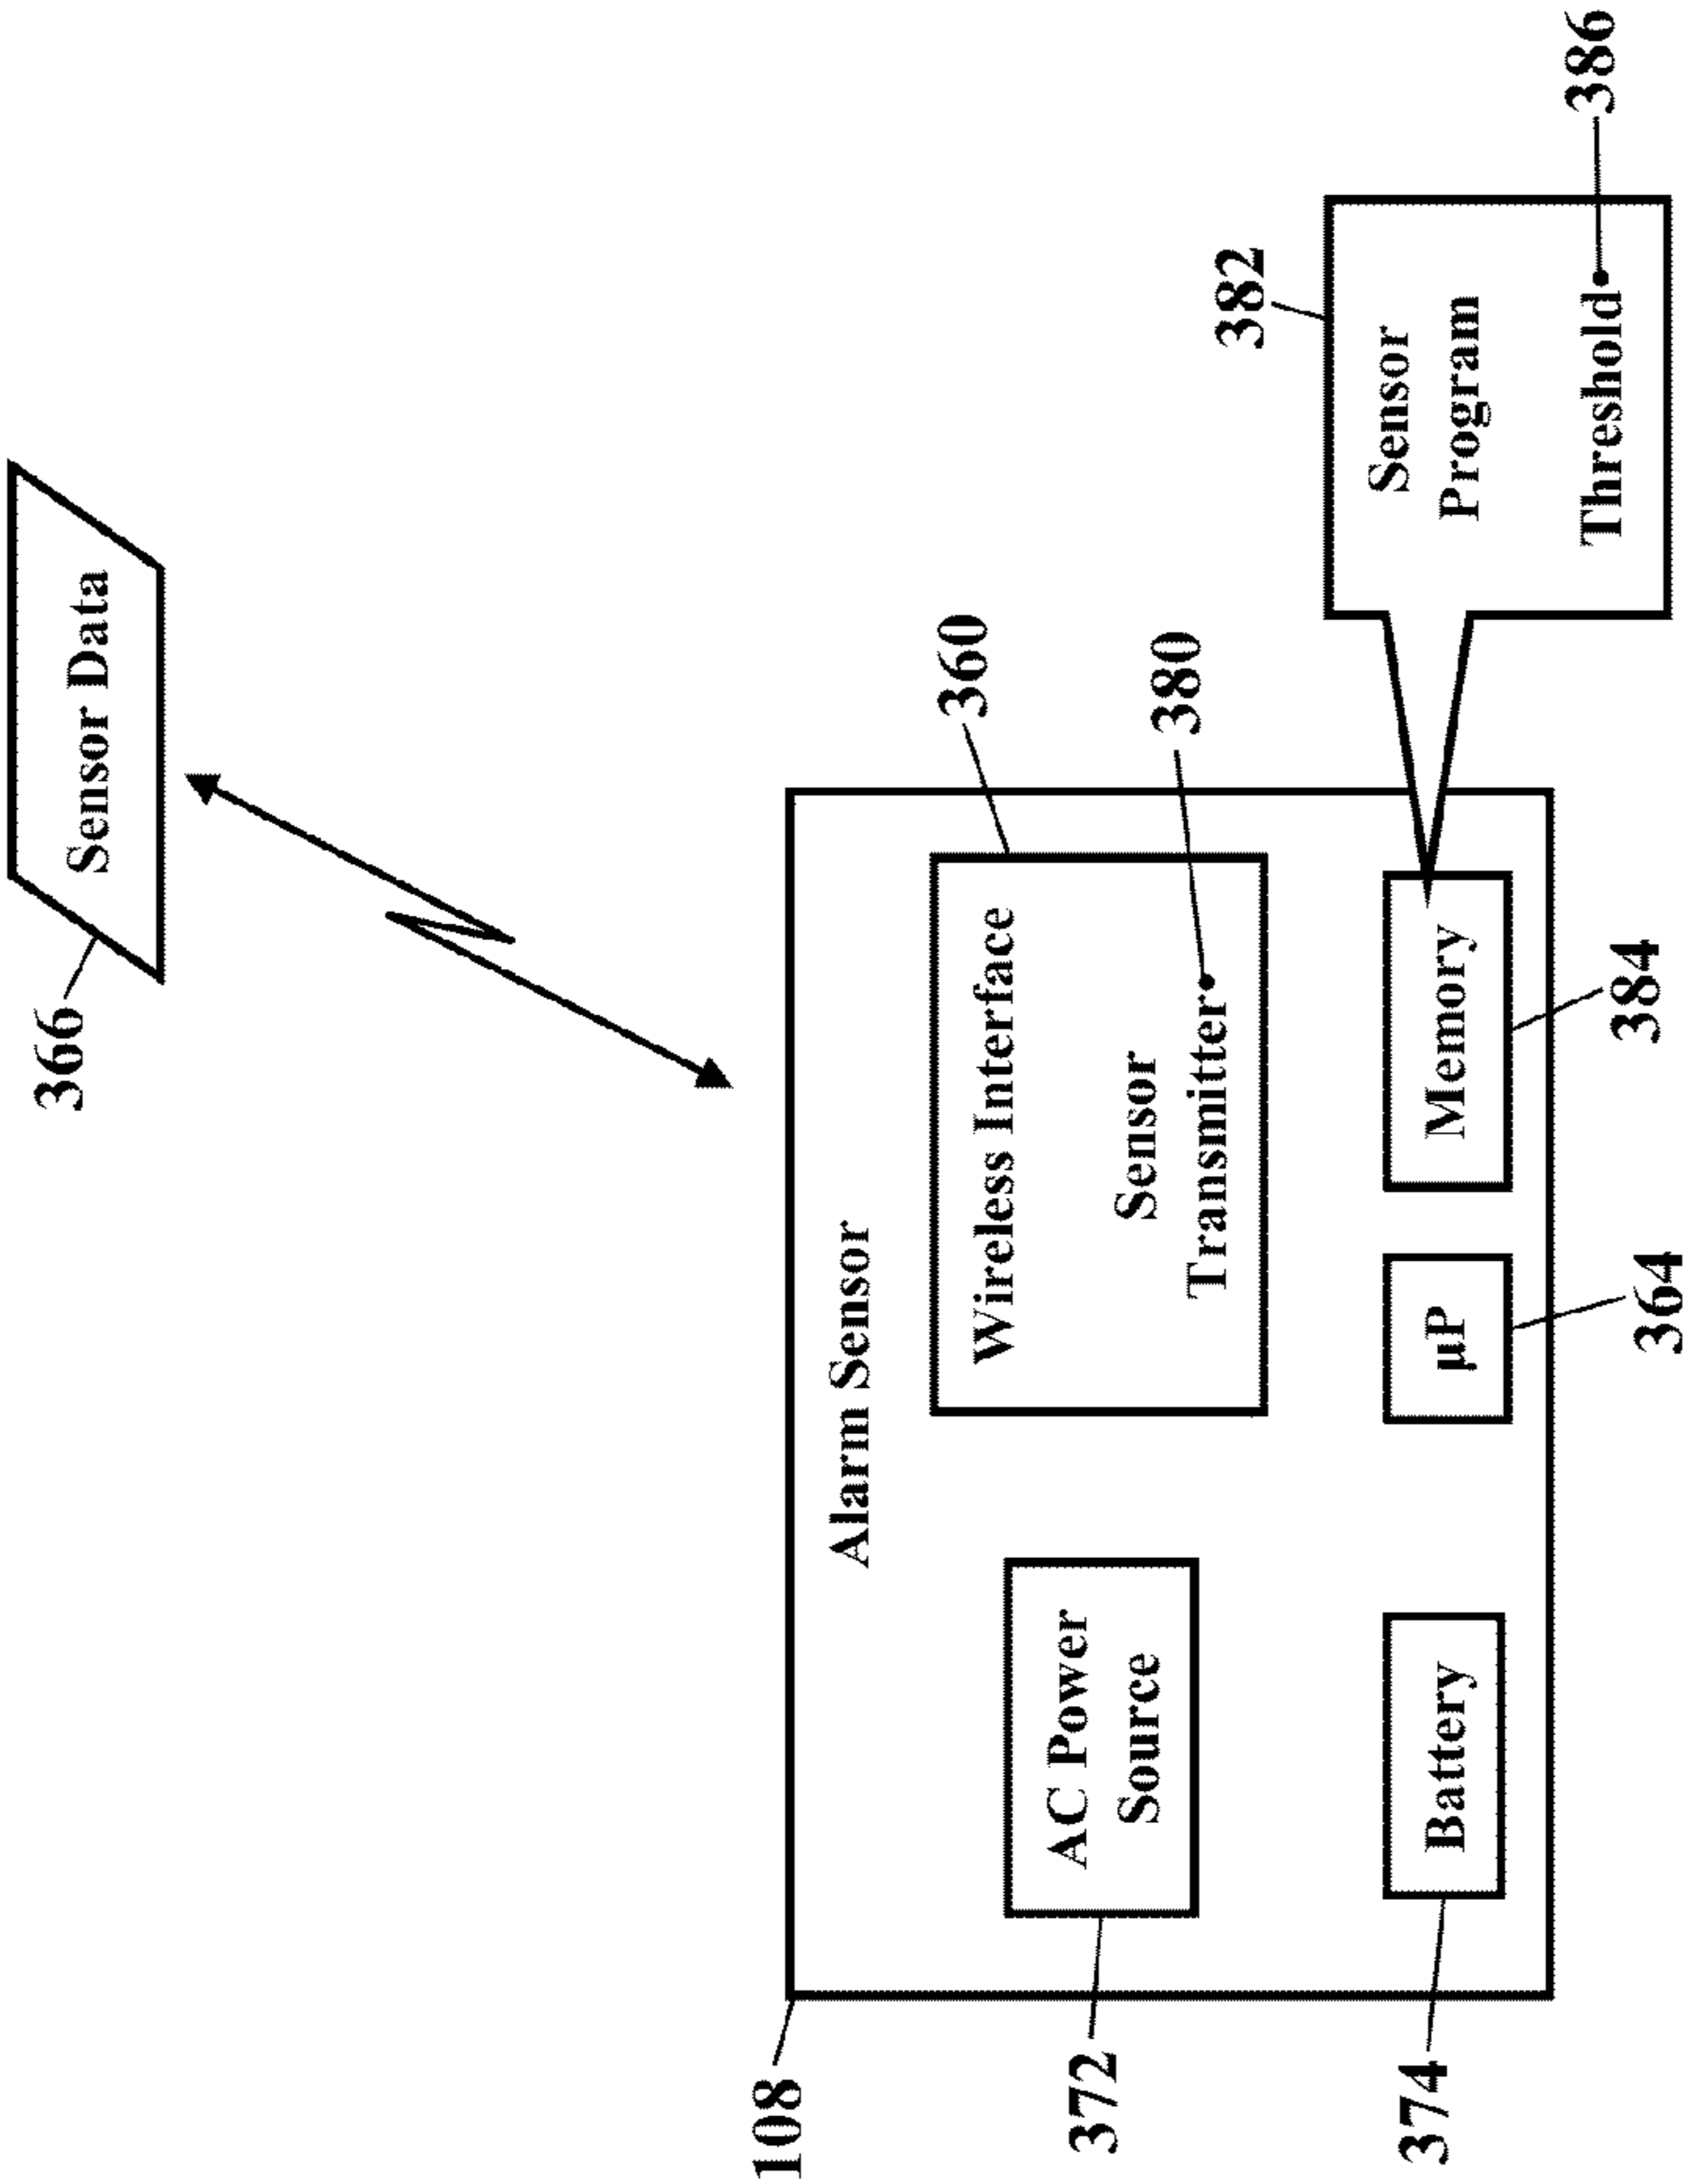 366
Sensor Data
108
Alarm Sensor
372
AC Power
Source
Wireless Interface
360
Sensor
Transmitter
380
374
Battery
µP
364
Memory
384
382
Sensor
Program
Threshold
386